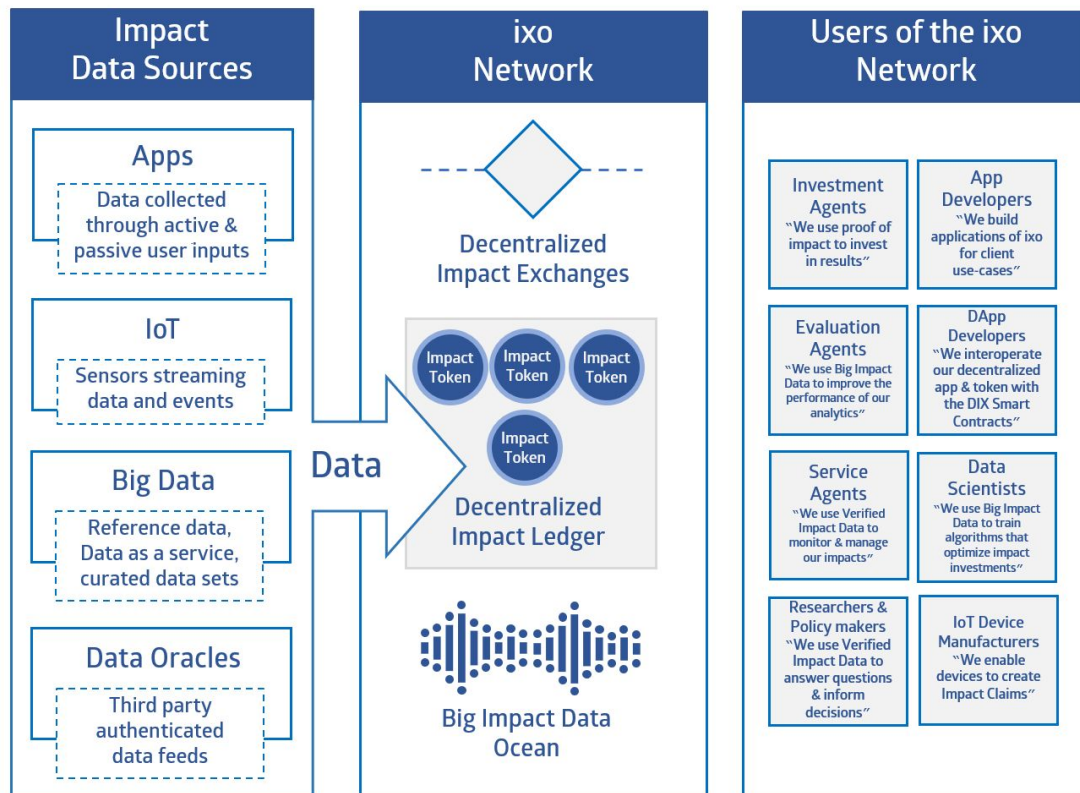 Impact
Data Sources
Apps
Data collected
through active &
passive user inputs
IoT
Sensors streaming
data and events
Big Data
Reference data,
Data as a service,
curated data sets
Data Oracles
Third party
authenticated
data feeds
Data
ixo
Network
Decentralized
Impact Exchanges
Impact
Token
Impact
Token
Impact
Token
Impact
Token
Decentralized
Impact Ledger
Big Impact Data
Ocean
Users of the ixo
Network
Investment
Agents
“We use proof of
impact to invest
in results”
App
Developers
“We build
applications of ixo
for client
use-cases”
Evaluation
Agents
“We use Big Impact
Data to improve the
performance of our
analytics”
DApp
Developers
“We interoperate
our decentralized
app & token with
the DIX Smart
Contracts”
Service
Agents
“We use Verified
Impact Data to
monitor & manage
our impacts”
Data
Scientists
“We use Big Impact
Data to train
algorithms that
optimize impact
investments”
Researchers &
Policy makers
“We use Verified
Impact Data to
answer questions
& inform
decisions”
IoT Device
Manufacturers
“We enable
devices to create
Impact Claims”